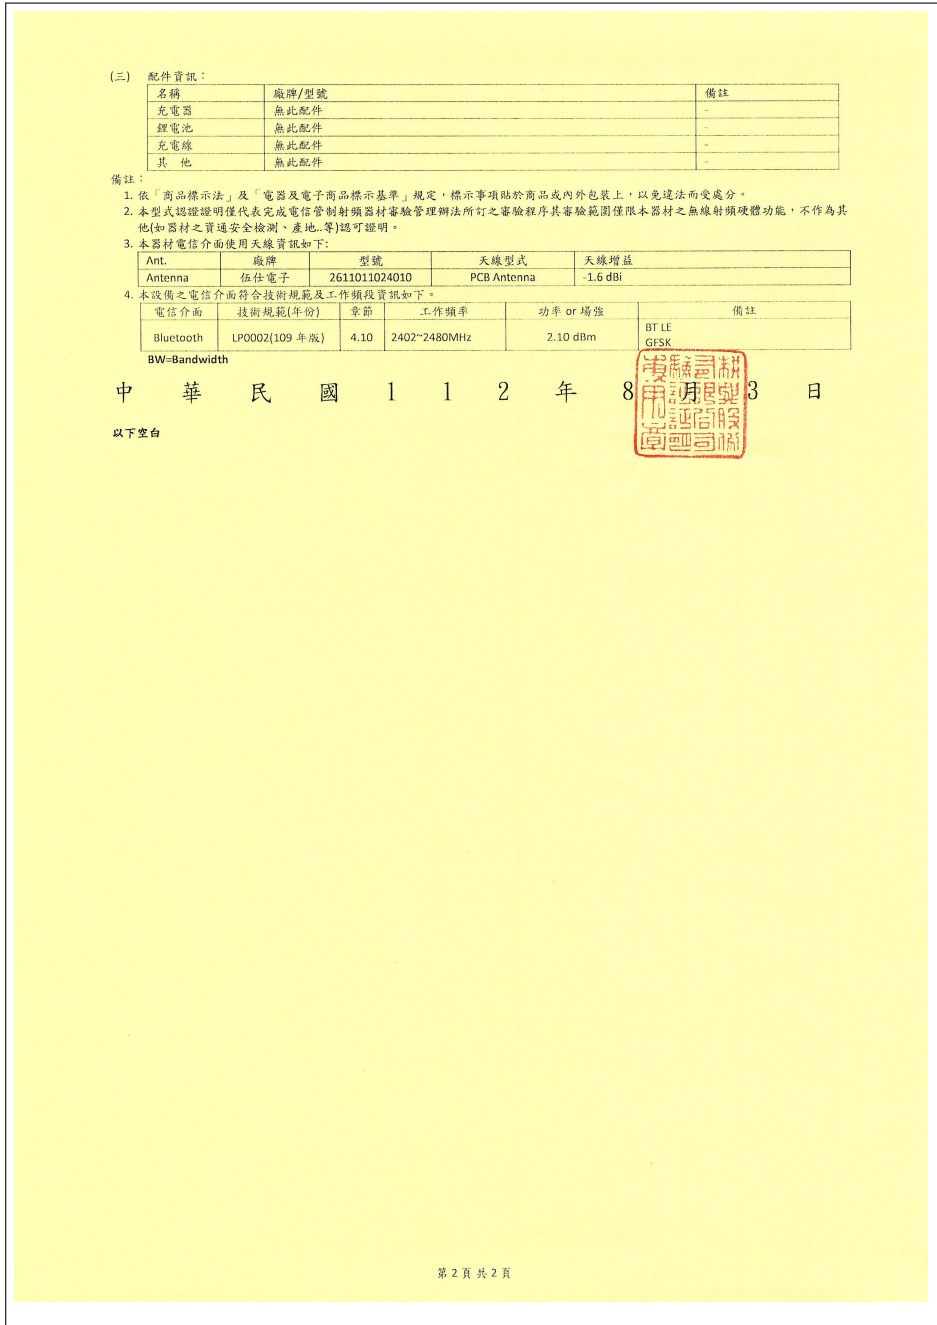 (三) 配件資訊：
名稱 廠牌/型號 備註
充電器 無此配件 -
鋰電池 無此配件 -
充電線 無此配件 -
其 他 無此配件 -
備註：
1. 依「商品標示法」及「電器及電子商品標示基準」規定，標示事項貼於商品或內外包裝上，以免違法而受處分。
2. 本型式認證證明僅代表完成電信管制射頻器材審驗管理辦法所訂之審驗程序其審驗範圍僅限本器材之無線射頻硬體功能，不作為其
他(如器材之資通安全檢測、產地..等)認可證明。
3. 本器材電信介面使用天線資訊如下:
Ant. 廠牌 型號 天線型式 天線增益
Antenna 伍仕電子 2611011024010 PCB Antenna -1.6 dBi
4. 本設備之電信介面符合技術規範及工作頻段資訊如下。
電信介面 技術規範(年份) 章節 工作頻率 功率 or 場強 備註
Bluetooth LP0002(109 年版) 4.10 2402~2480MHz 2.10 dBm BT LE
GFSK
BW=Bandwidth
中 華 民 國 1 1 2 年 8 月 3 日
以下空白
第 2 頁 共 2 頁